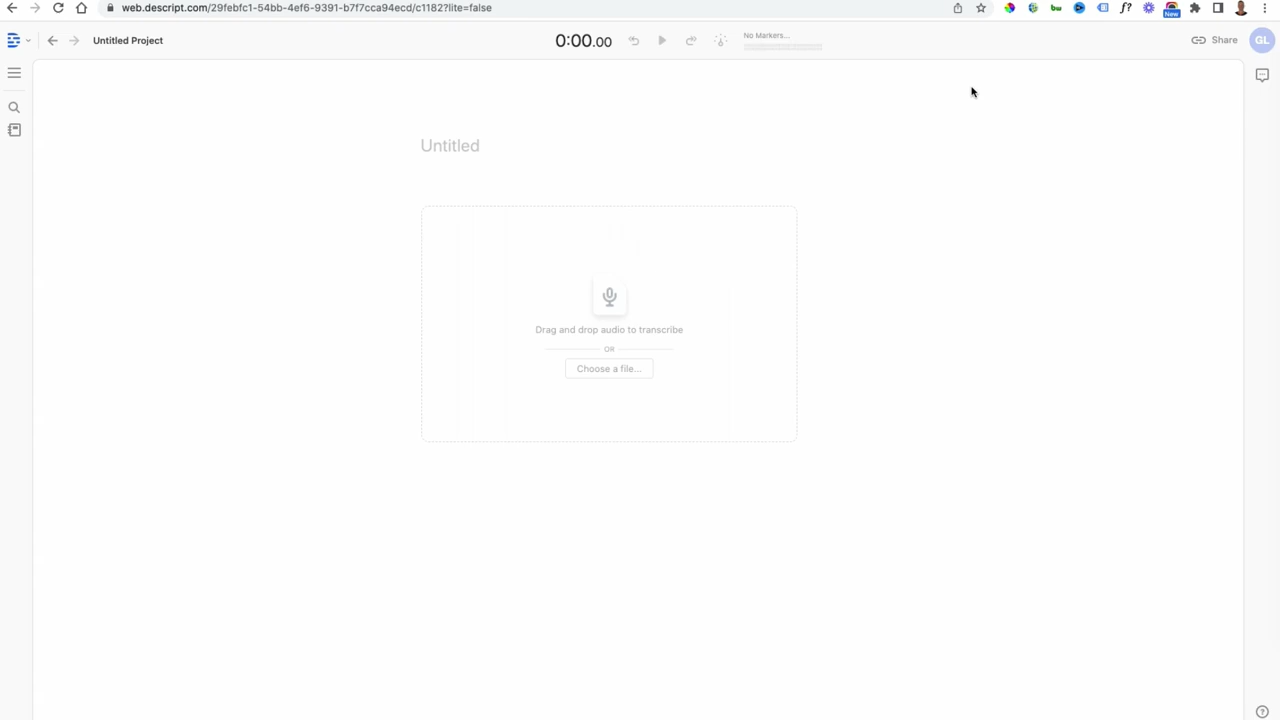 web.descript.com/29febfc1-54bb-4ef6-9391-b7f7cca94ecd/c1182?lite=false
New
Untitled Project
0:00.00
No Markers...
Share
GL
Untitled
Drag and drop audio to transcribe
OR
Choose a file...